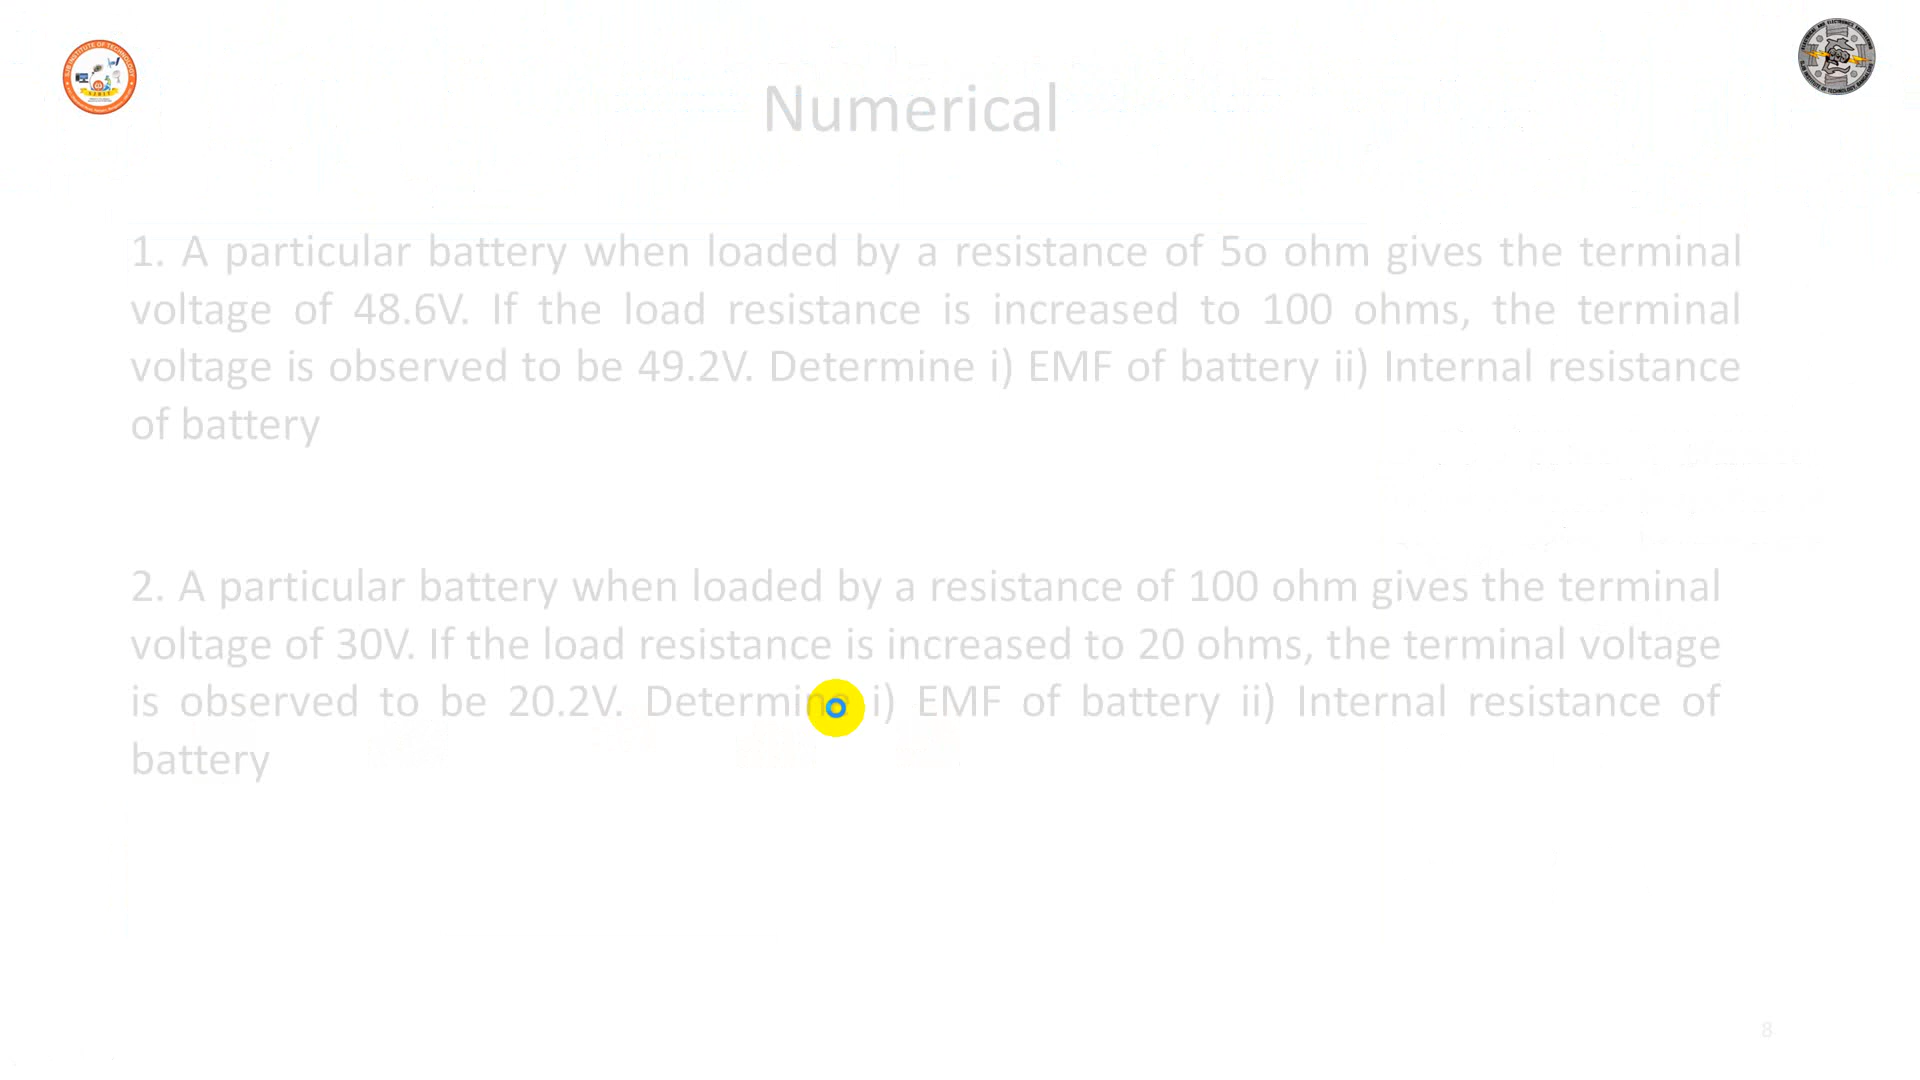 Numerical
1. A particular battery when loaded by a resistance of 5o ohm gives the terminal
voltage of 48.6V. If the load resistance is increased to 100 ohms, the terminal
voltage is observed to be 49.2V. Determine i) EMF of battery ii) Internal resistance
of battery
2. A particular battery when loaded by a resistance of 100 ohm gives the terminal
voltage of 30V. If the load resistance is increased to 20 ohms, the terminal voltage
is observed to be 20.2V. Determine i) EMF of battery ii) Internal resistance of
battery
8